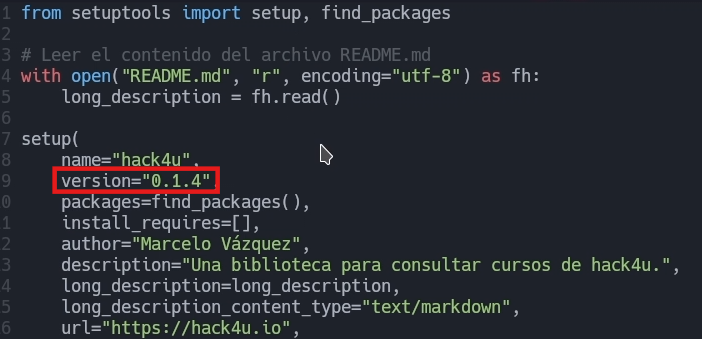 1 from setuptools import setup, find_packages
2
3 # Leer el contenido del archivo README.md
4 with open("README.md", "r", encoding="utf-8") as fh:
5     long_description = fh.read()
6
7 setup(
8     name="hack4u",
9     version="0.1.4",
0     packages=find_packages(),
1     install_requires=[],
2     author="Marcelo Vázquez",
3     description="Una biblioteca para consultar cursos de hack4u.",
4     long_description=long_description,
5     long_description_content_type="text/markdown",
6     url="https://hack4u.io",